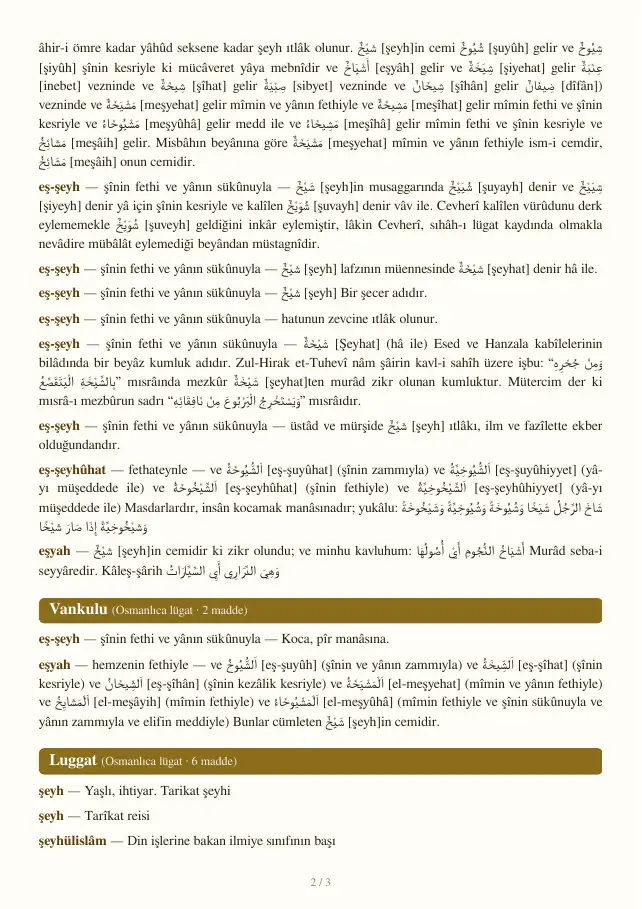 âhir-i ömre kadar yâhûd seksene kadar şeyh ıtlâk olunur. شَيْخٌ [şeyh]in cemi شُيُوخٌ [şuyûh] gelir ve شِيُوخٌ
[şiyûh] şînin kesriyle ki mücâveret yâya mebnîdir ve أَشْيَاخٌ [eşyâh] gelir ve شِيَخَةٌ [şiyehat] gelir عِنَبَةٌ
[inebet] vezninde ve شِيخَةٌ [şîhat] gelir صِبْيَةٌ [sibyet] vezninde ve شِيخَانٌ [şîhân] gelir ضِيفَانٌ [dîfân])
vezninde ve مَشْيَخَةٌ [meşyehat] gelir mîmin ve yânın fethiyle ve مَشِيخَةٌ [meşîhat] gelir mîmin fethi ve şînin
kesriyle ve مَشْيُوخَاءُ [meşyûhâ] gelir medd ile ve مَشِيخَاءُ [meşîhâ] gelir mîmin fethi ve şînin kesriyle ve
مَشَائِخُ [meşâih] gelir. Misbâhın beyânına göre مَشْيَخَةٌ [meşyehat] mîmin ve yânın fethiyle ism-i cemdir,
مَشَائِخُ [meşâih] onun cemidir.
eş-şeyh — şînin fethi ve yânın sükûnuyla — شَيْخٌ [şeyh]in musaggarında شُيَيْخٌ [şuyayh] denir ve شِيَيْخٌ
[şiyeyh] denir yâ için şînin kesriyle ve kalîlen شُوَيْخٌ [şuvayh] denir vâv ile. Cevherî kalîlen vürûdunu derk
eylememekle شُوَيْخٌ [şuveyh] geldiğini inkâr eylemiştir, lâkin Cevherî, sıhâh-ı lügat kaydında olmakla
nevâdire mübâlât eylemediği beyândan müstagnîdir.
eş-şeyh — şînin fethi ve yânın sükûnuyla — شَيْخٌ [şeyh] lafzının müennesinde شَيْخَةٌ [şeyhat] denir hâ ile.
eş-şeyh — şînin fethi ve yânın sükûnuyla — شَيْخٌ [şeyh] Bir şecer adıdır.
eş-şeyh — şînin fethi ve yânın sükûnuyla — hatunun zevcine ıtlâk olunur.
eş-şeyh — şînin fethi ve yânın sükûnuyla — شَيْخَةٌ [Şeyhat] (hâ ile) Esed ve Hanzala kabîlelerinin
bilâdında bir beyâz kumluk adıdır. Zul-Hirak et-Tuhevî nâm şâirin kavl-i sahîh üzere işbu: “وَمِنْ جُحْرِهِ
بِالشَّيْخَةِ الْيَتَقَصَّعُ” mısrâında mezkûr شَيْخَةٌ [şeyhat]ten murâd zikr olunan kumluktur. Mütercim der ki
mısrâ-ı mezbûrun sadrı “وَيَسْتَخْرِجُ الْيَرْبُوعَ مِنْ نَافِقَائِهِ” mısrâıdır.
eş-şeyh — şînin fethi ve yânın sükûnuyla — üstâd ve mürşide شَيْخٌ [şeyh] ıtlâkı, ilm ve fazîlette ekber
olduğundandır.
eş-şeyhûhat — fethateynle — ve اَلشُّيُوخَةُ [eş-şuyûhat] (şînin zammıyla) ve اَلشُّيُوخِيَّةُ [eş-şuyûhiyyet] (yâ-
yı müşeddede ile) ve اَلشَّيْخُوخَةُ [eş-şeyhûhat] (şînin fethiyle) ve اَلشَّيْخُوخِيَّةُ [eş-şeyhûhiyyet] (yâ-yı
müşeddede ile) Masdarlardır, insân kocamak manâsınadır; yukâlu: شَاخَ الرَّجُلُ شَيَخًا وَشُيُوخَةً وَشُيُوخِيَّةً وَشَيْخُوخَةً
وَشَيْخُوخِيَّةً إِذَا صَارَ شَيْخًا
eşyah — شَيْخٌ [şeyh]in cemidir ki zikr olundu; ve minhu kavluhum: أَشْيَاخُ النُّجُومِ أَيْ أُصُولُهَا Murâd seba-i
seyyâredir. Kâleş-şârih وَهِيَ الدَّرَارِي أَيِ السَّيَّارَاتُ
Vankulu (Osmanlıca lügat · 2 madde)
eş-şeyh — şînin fethi ve yânın sükûnuyla — Koca, pîr manâsına.
eşyah — hemzenin fethiyle — ve اَلشُّيُوخُ [eş-şuyûh] (şînin ve yânın zammıyla) ve اَلشِّيخَةُ [eş-şîhat] (şînin
kesriyle) ve اَلشِّيخَانُ [eş-şîhân] (şînin kezâlik kesriyle) ve اَلْمَشْيَخَةُ [el-meşyehat] (mîmin ve yânın fethiyle)
ve اَلْمَشَايِخُ [el-meşâyih] (mîmin fethiyle) ve اَلْمَشْيُوخَاءُ [el-meşyûhâ] (mîmin fethiyle ve şînin sükûnuyla ve
yânın zammıyla ve elifin meddiyle) Bunlar cümleten شَيْخٌ [şeyh]in cemidir.
Luggat (Osmanlıca lügat · 6 madde)
şeyh — Yaşlı, ihtiyar. Tarikat şeyhi
şeyh — Tarîkat reisi
şeyhülislâm — Din işlerine bakan ilmiye sınıfının başı
2 / 3